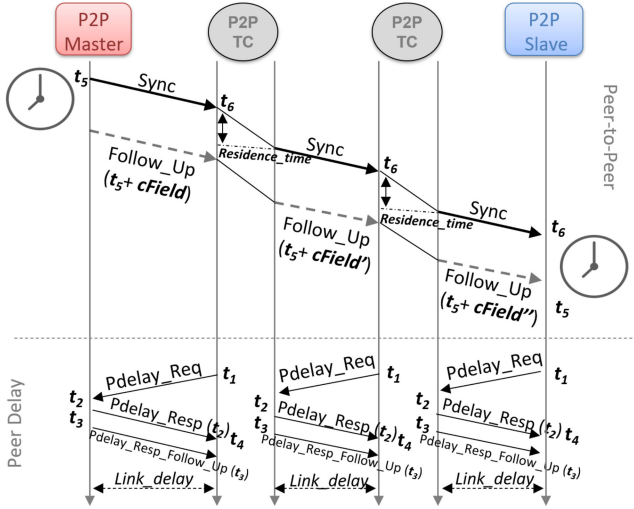 P2P
Master
P2P
TC
P2P
TC
P2P
Slave
t5
Sync
t6
Residence_time
Sync
t6
Residence_time
Sync
t6
Follow_Up
(t5+ cField)
Follow_Up
(t5+ cField')
Follow_Up
(t5+ cField'')
t5
Peer-to-Peer
Peer Delay
Pdelay_Req
t1
t2
Pdelay_Resp (t2)
t3
t4
Pdelay_Resp_Follow_Up (t3)
Link_delay
Pdelay_Req
t1
t2
Pdelay_Resp (t2)
t3
t4
Pdelay_Resp_Follow_Up (t3)
Link_delay
Pdelay_Req
t1
t2
Pdelay_Resp (t2)
t3
t4
Pdelay_Resp_Follow_Up (t3)
Link_delay